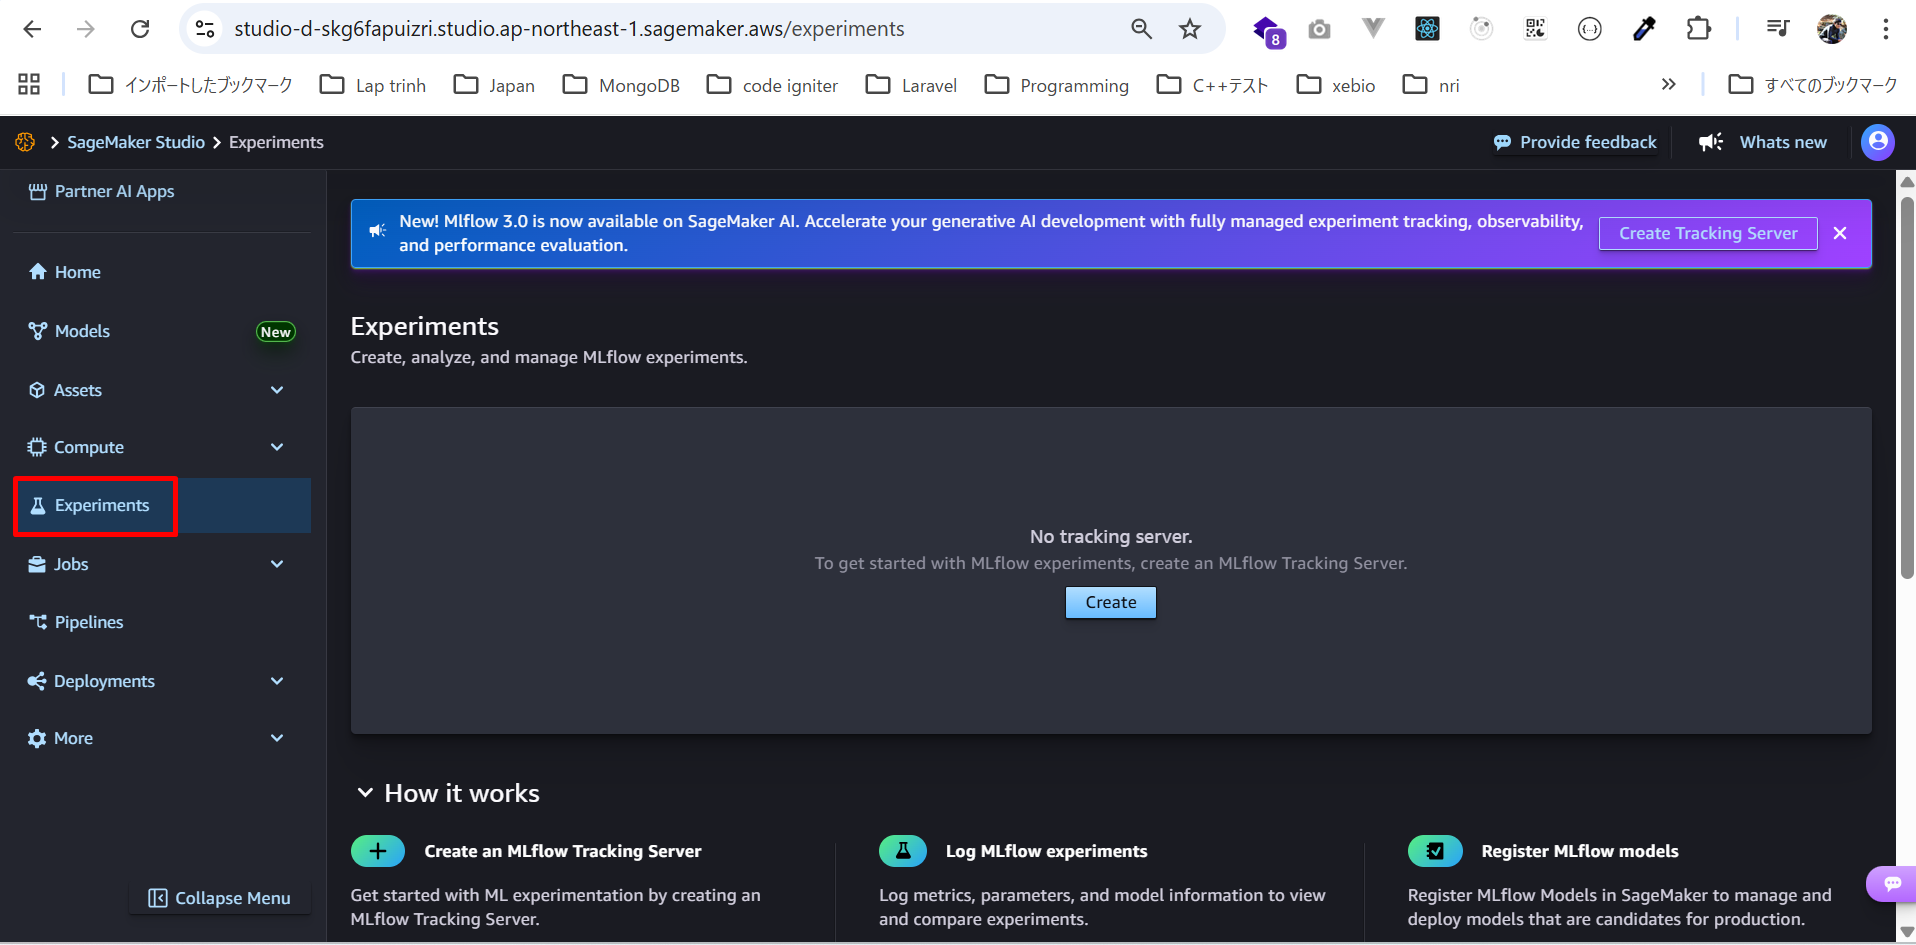 studio-d-skg6fapuizri.studio.ap-northeast-1.sagemaker.aws/experiments
8
インポートしたブックマーク
Lap trinh
Japan
MongoDB
code igniter
Laravel
Programming
C++テスト
xebio
nri
すべてのブックマーク
SageMaker Studio
Experiments
Provide feedback
Whats new
Partner AI Apps
Home
Models
New
Assets
Compute
Experiments
Jobs
Pipelines
Deployments
More
Collapse Menu
New! Mlflow 3.0 is now available on SageMaker AI. Accelerate your generative AI development with fully managed experiment tracking, observability,
and performance evaluation.
Create Tracking Server
Experiments
Create, analyze, and manage MLflow experiments.
No tracking server.
To get started with MLflow experiments, create an MLflow Tracking Server.
Create
How it works
Create an MLflow Tracking Server
Get started with ML experimentation by creating an
MLflow Tracking Server.
Log MLflow experiments
Log metrics, parameters, and model information to view
and compare experiments.
Register MLflow models
Register MLflow Models in SageMaker to manage and
deploy models that are candidates for production.